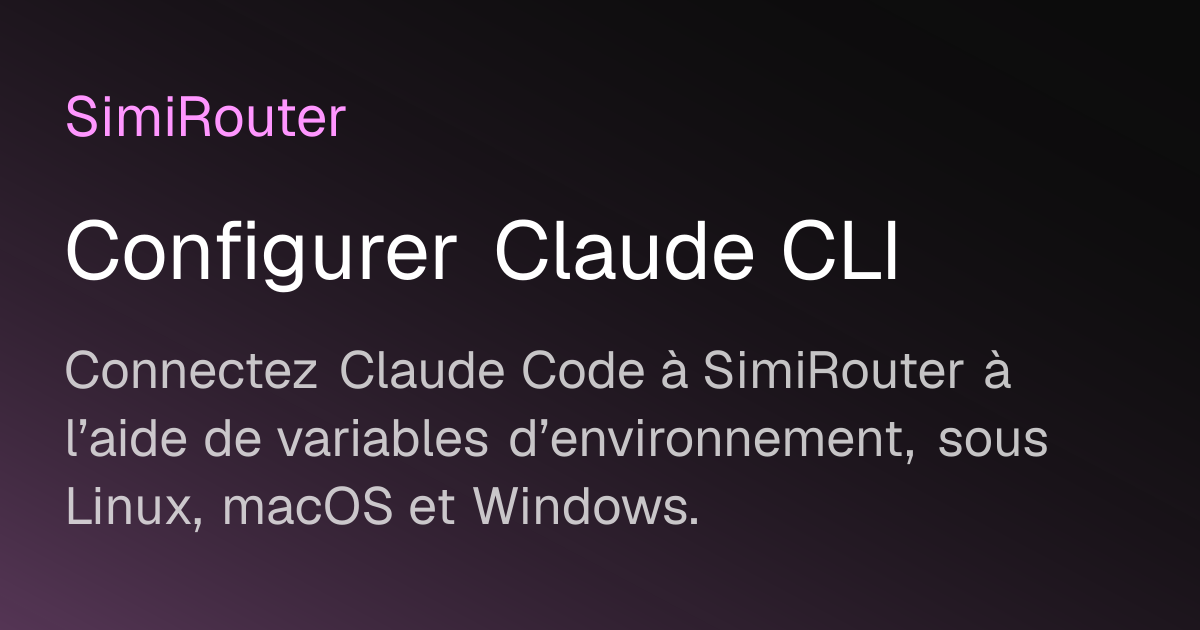 SimiRouter
Configurer Claude CLI
Connectez Claude Code à SimiRouter à
l’aide de variables d’environnement, sous
Linux, macOS et Windows.